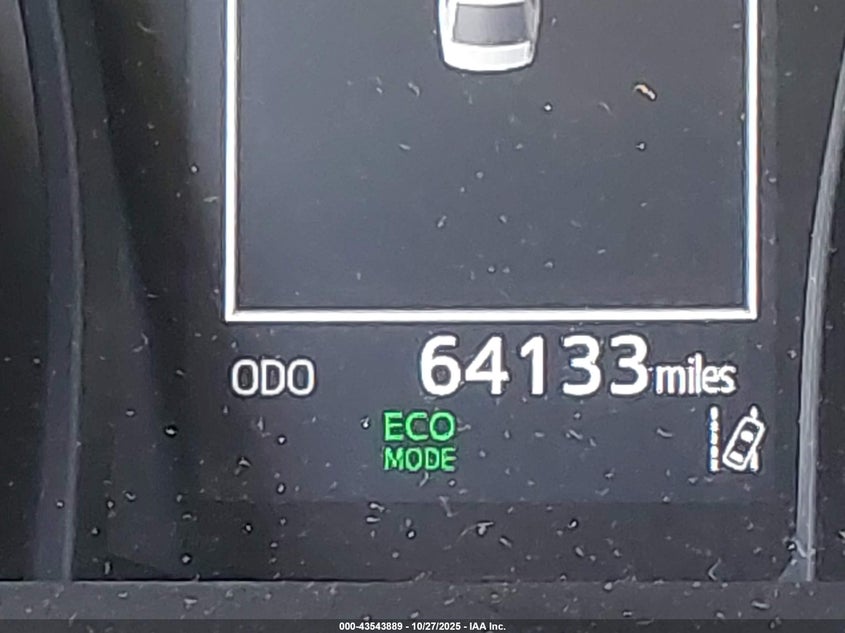 ODO 64133 miles
ECO
MODE
000-43543889 - 10/27/2025 - IAA Inc.